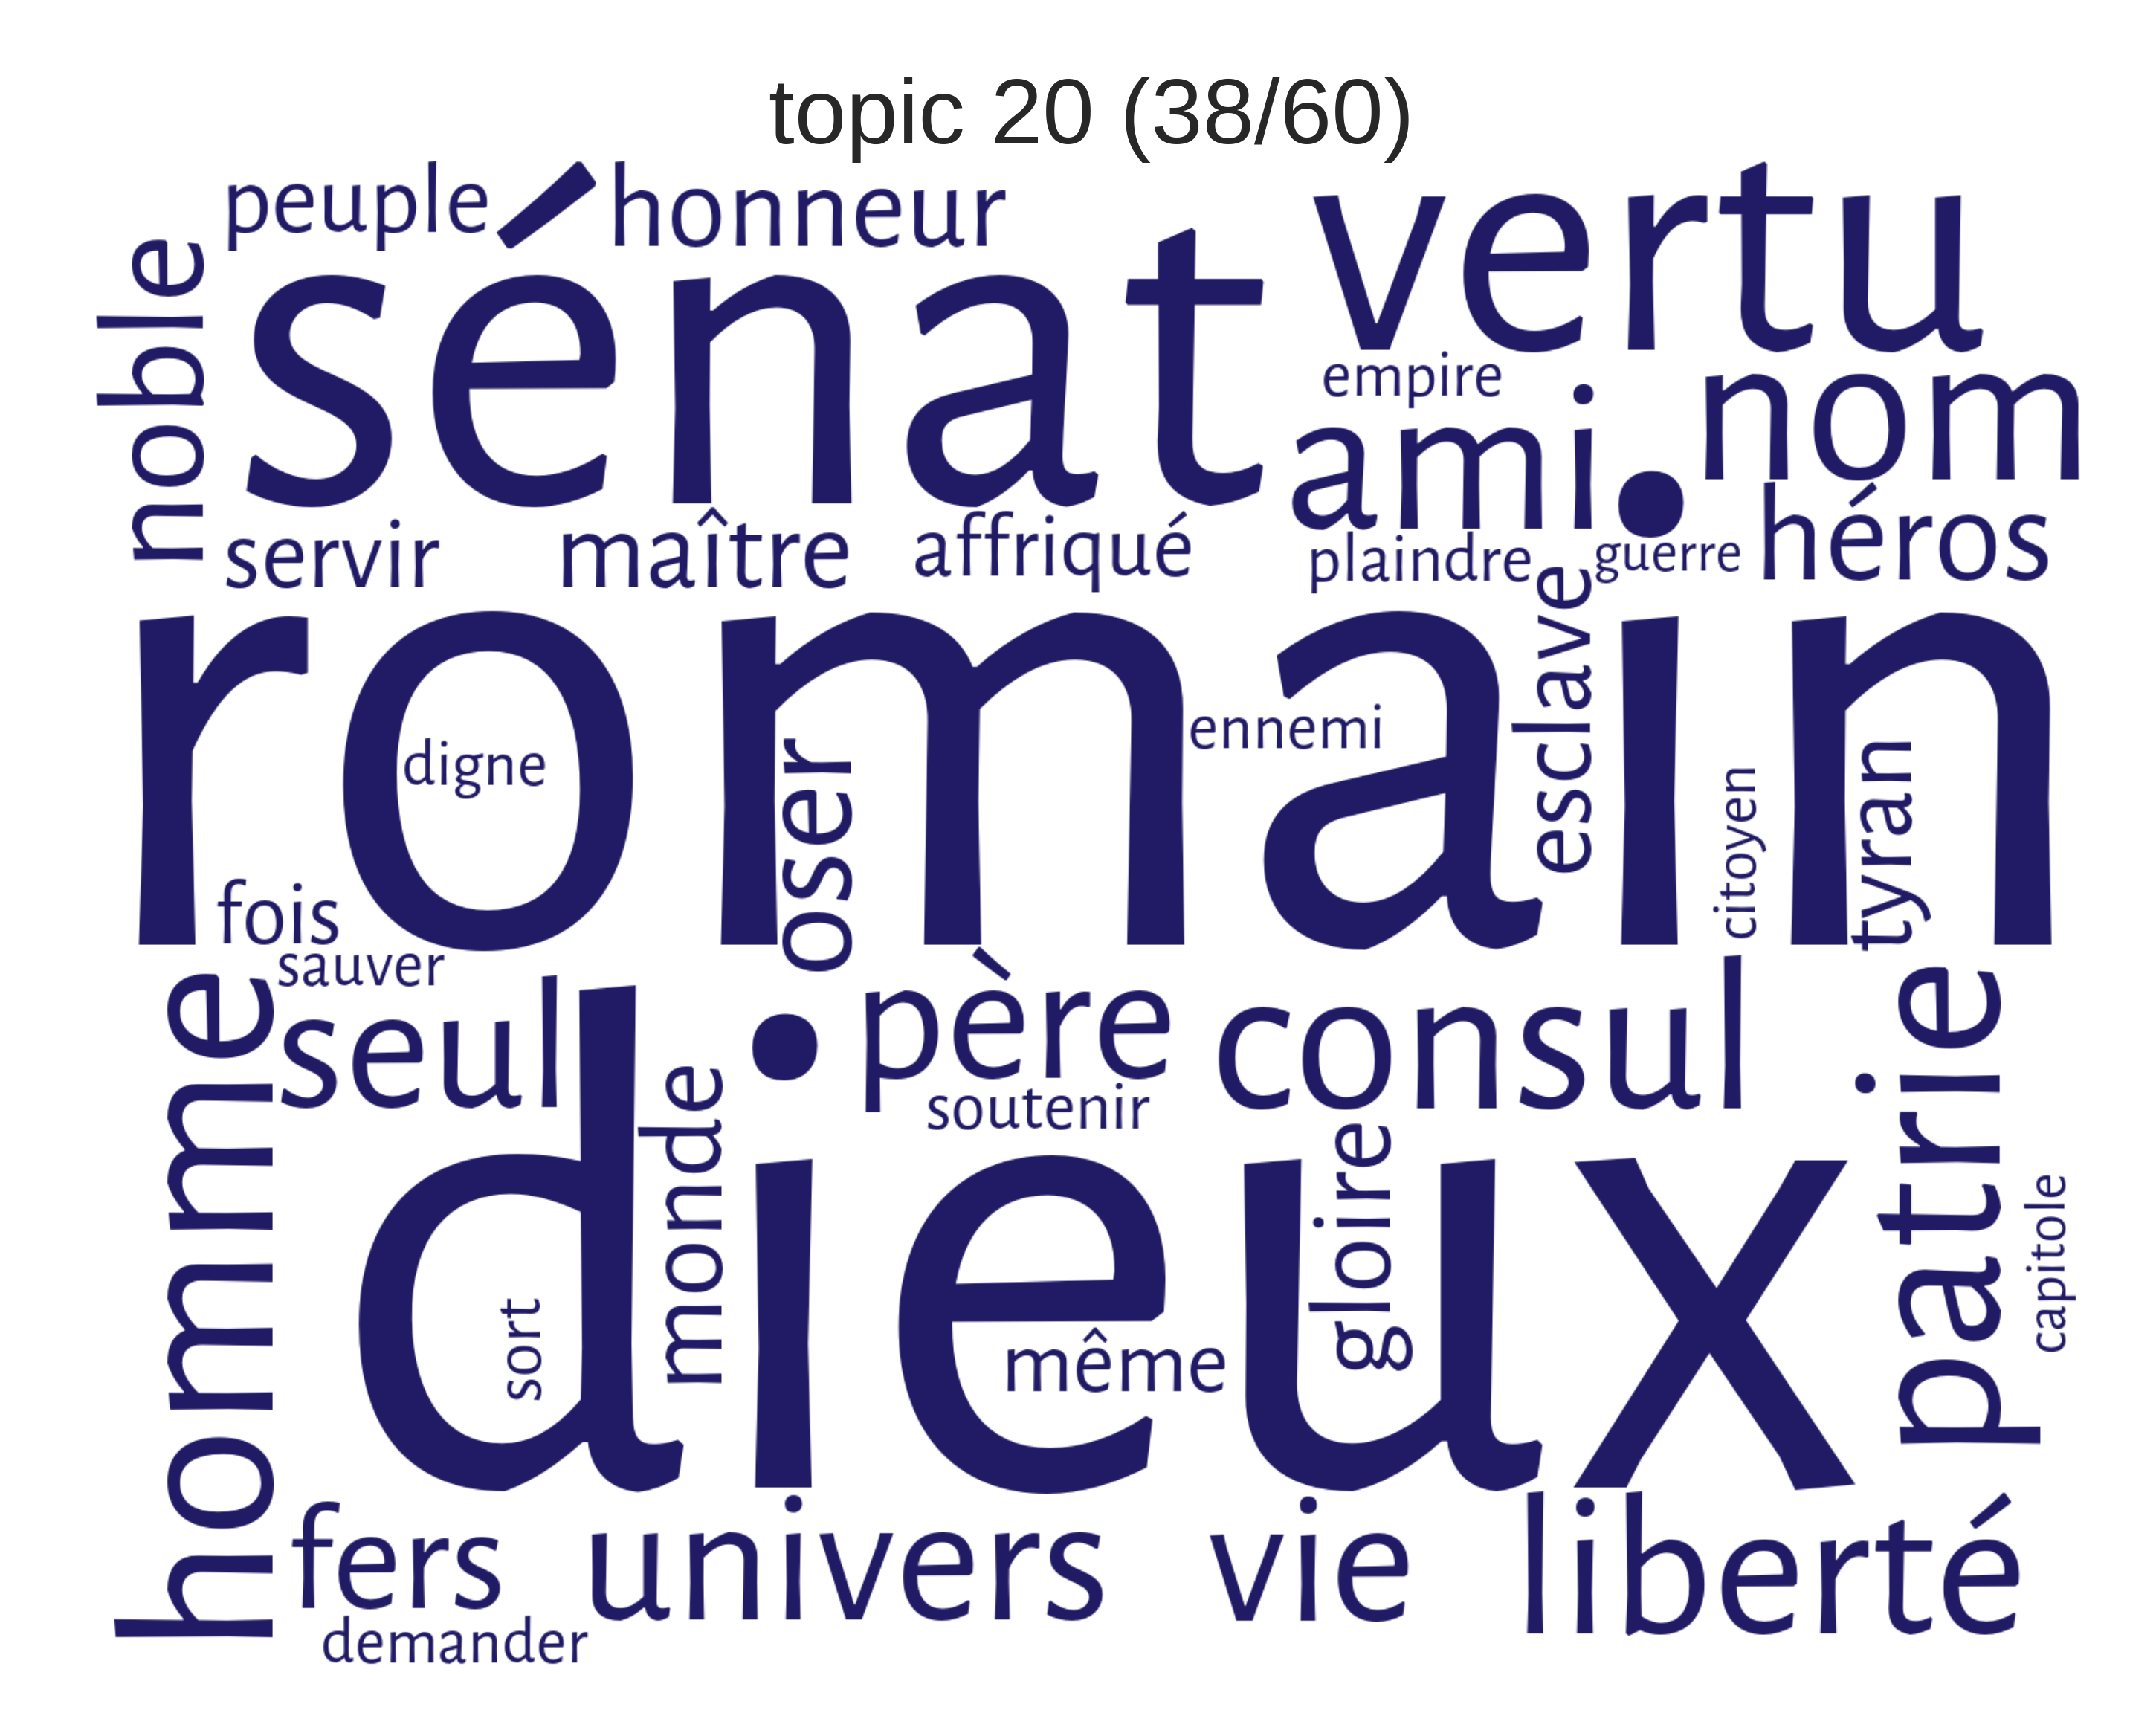 topic 20 (38/60)
peuple
honneur
vertu
noble
sénat
empire
ami
nom
servir
maître
affriqué
plaindre
guerre
héros
romain
digne
oser
ennemi
esclave
citoyen
tyran
fois
sauver
homme
seul
père
consul
soutenir
patrie
dieux
monde
sort
même
gloire
capitole
fers
univers
vie
liberté
demander